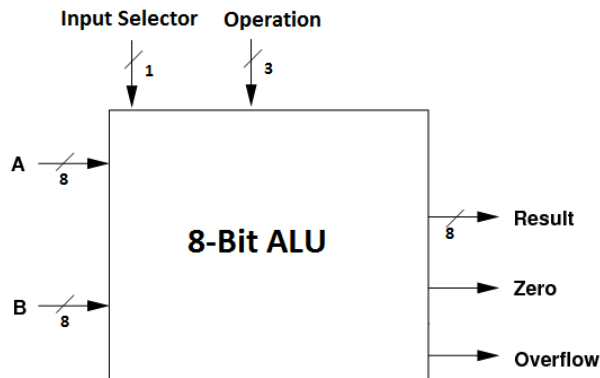 Input Selector
Operation
1
3
A
8
B
8
8-Bit ALU
8
Result
Zero
Overflow